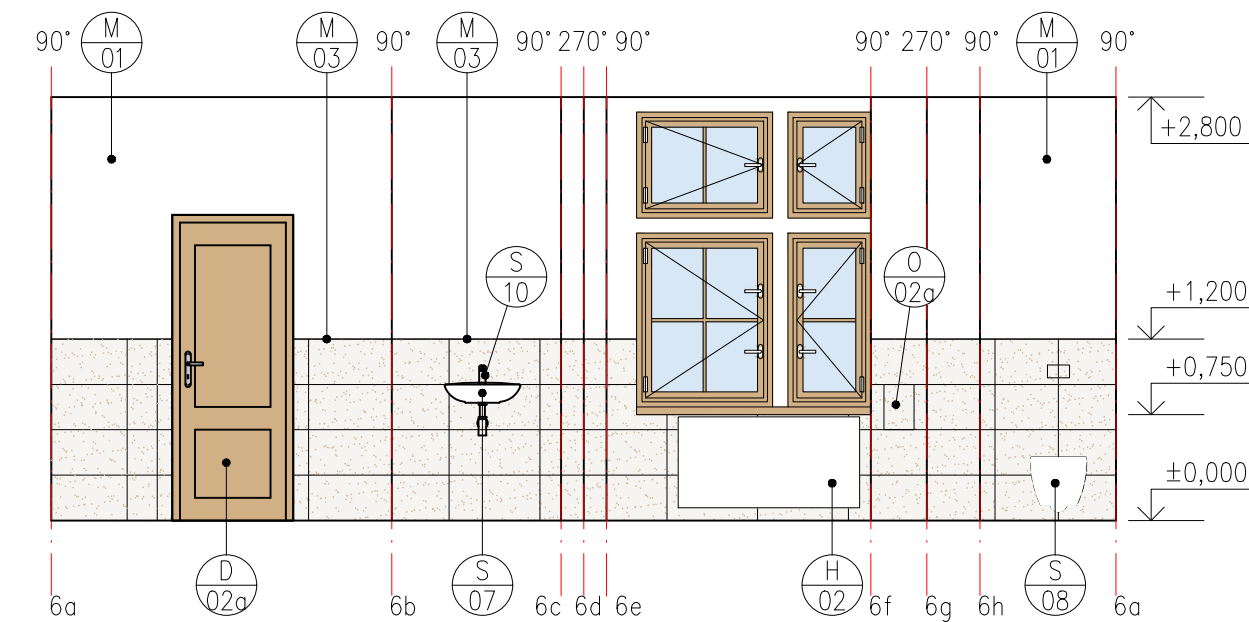 M
01
M
03
M
03
M
01
90° 90° 90° 270° 90° 90° 270° 90° 90°
+2,800
S
10
O
02a
+1,200
+0,750
±0,000
D
02a
S
07
H
02
S
08
6a 6b 6c 6d 6e 6f 6g 6h 6a